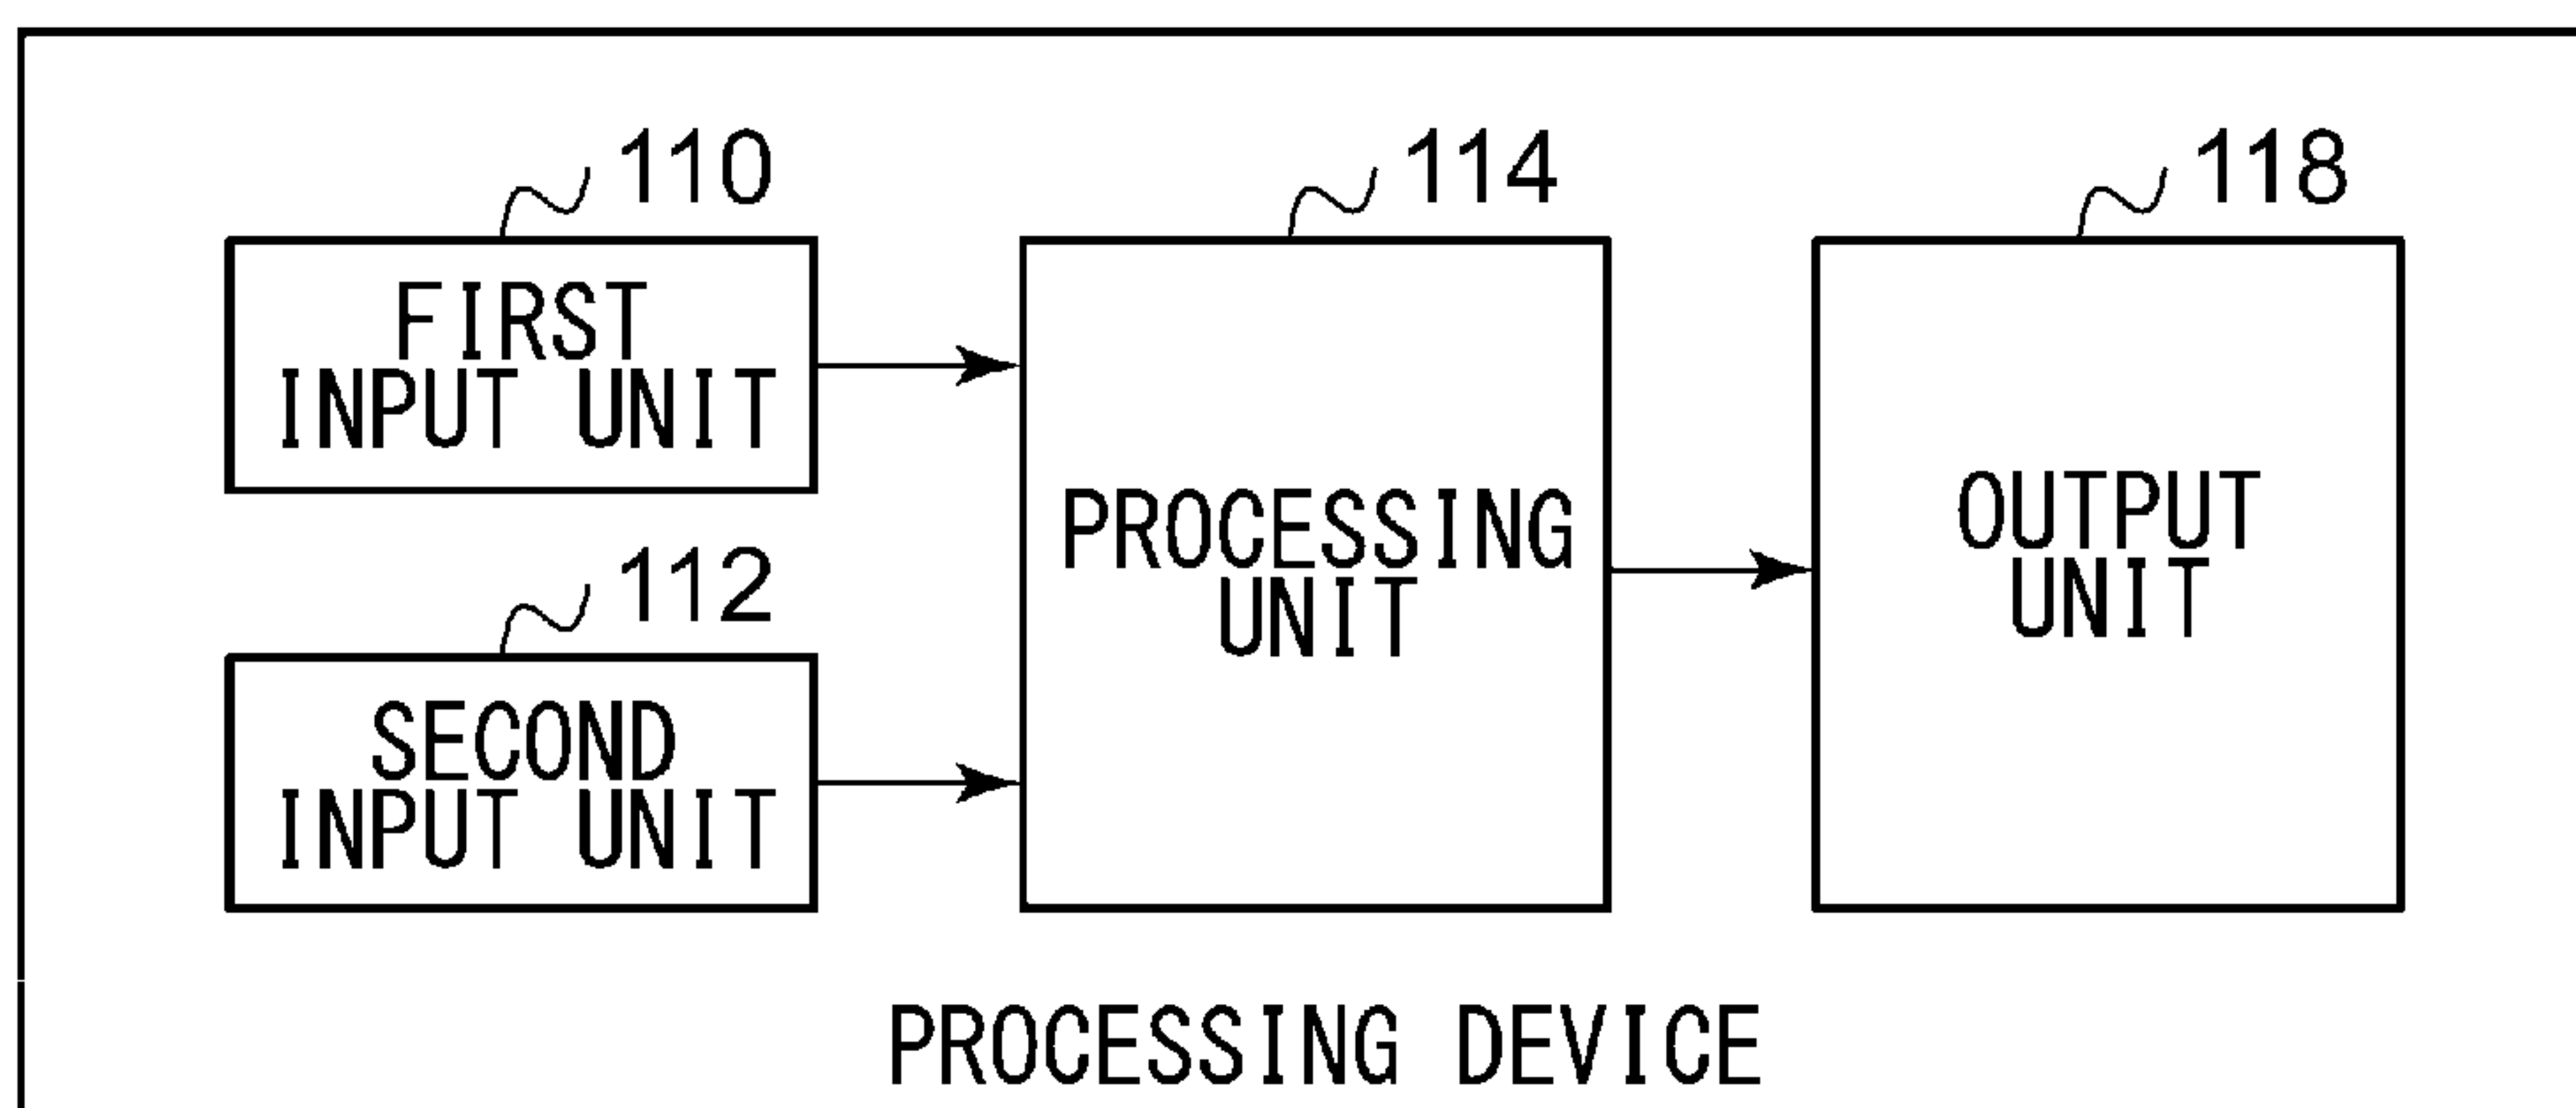 110
FIRST
INPUT UNIT
112
SECOND
INPUT UNIT
114
PROCESSING
UNIT
118
OUTPUT
UNIT
PROCESSING DEVICE